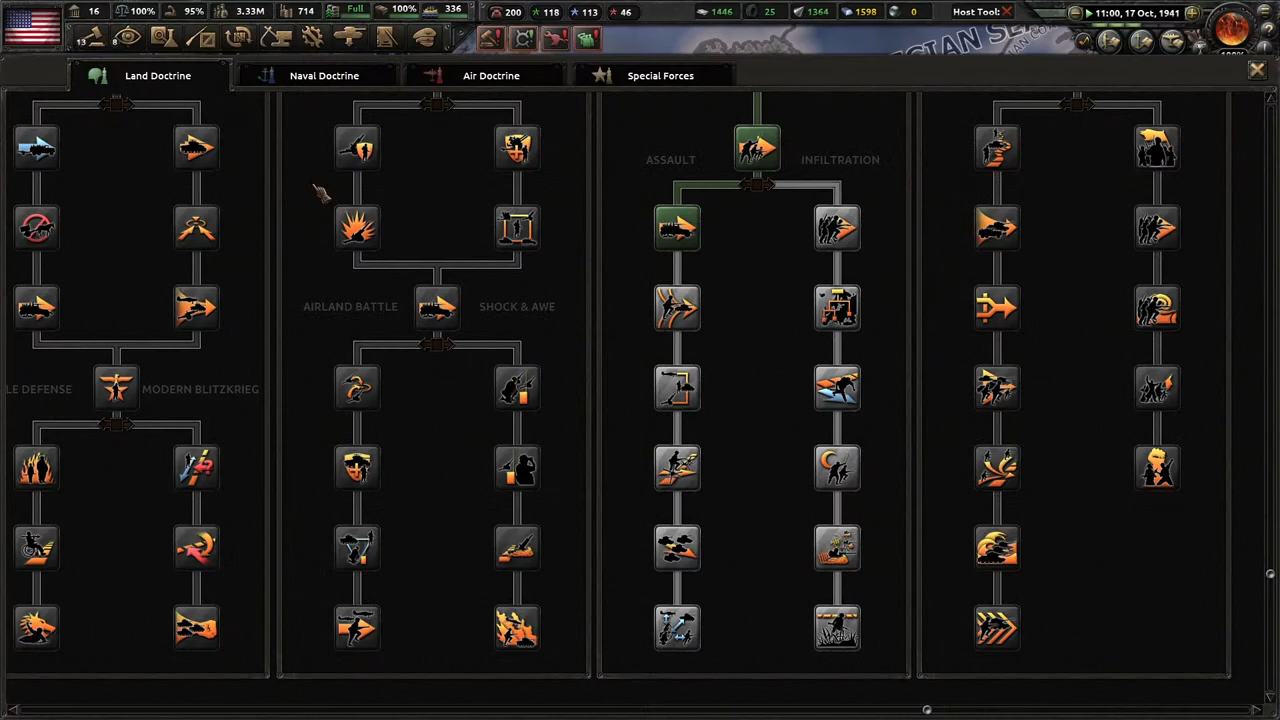 16 100% 95% 3.33M 714 Full 100% 336 200 118 113 46 1446 25 1364 1598 0 Host Tool: 11:00, 17 Oct, 1941
13 8
Land Doctrine Naval Doctrine Air Doctrine Special Forces
ASSAULT INFILTRATION
AIRLAND BATTLE SHOCK & AWE
LE DEFENSE MODERN BLITZKRIEG